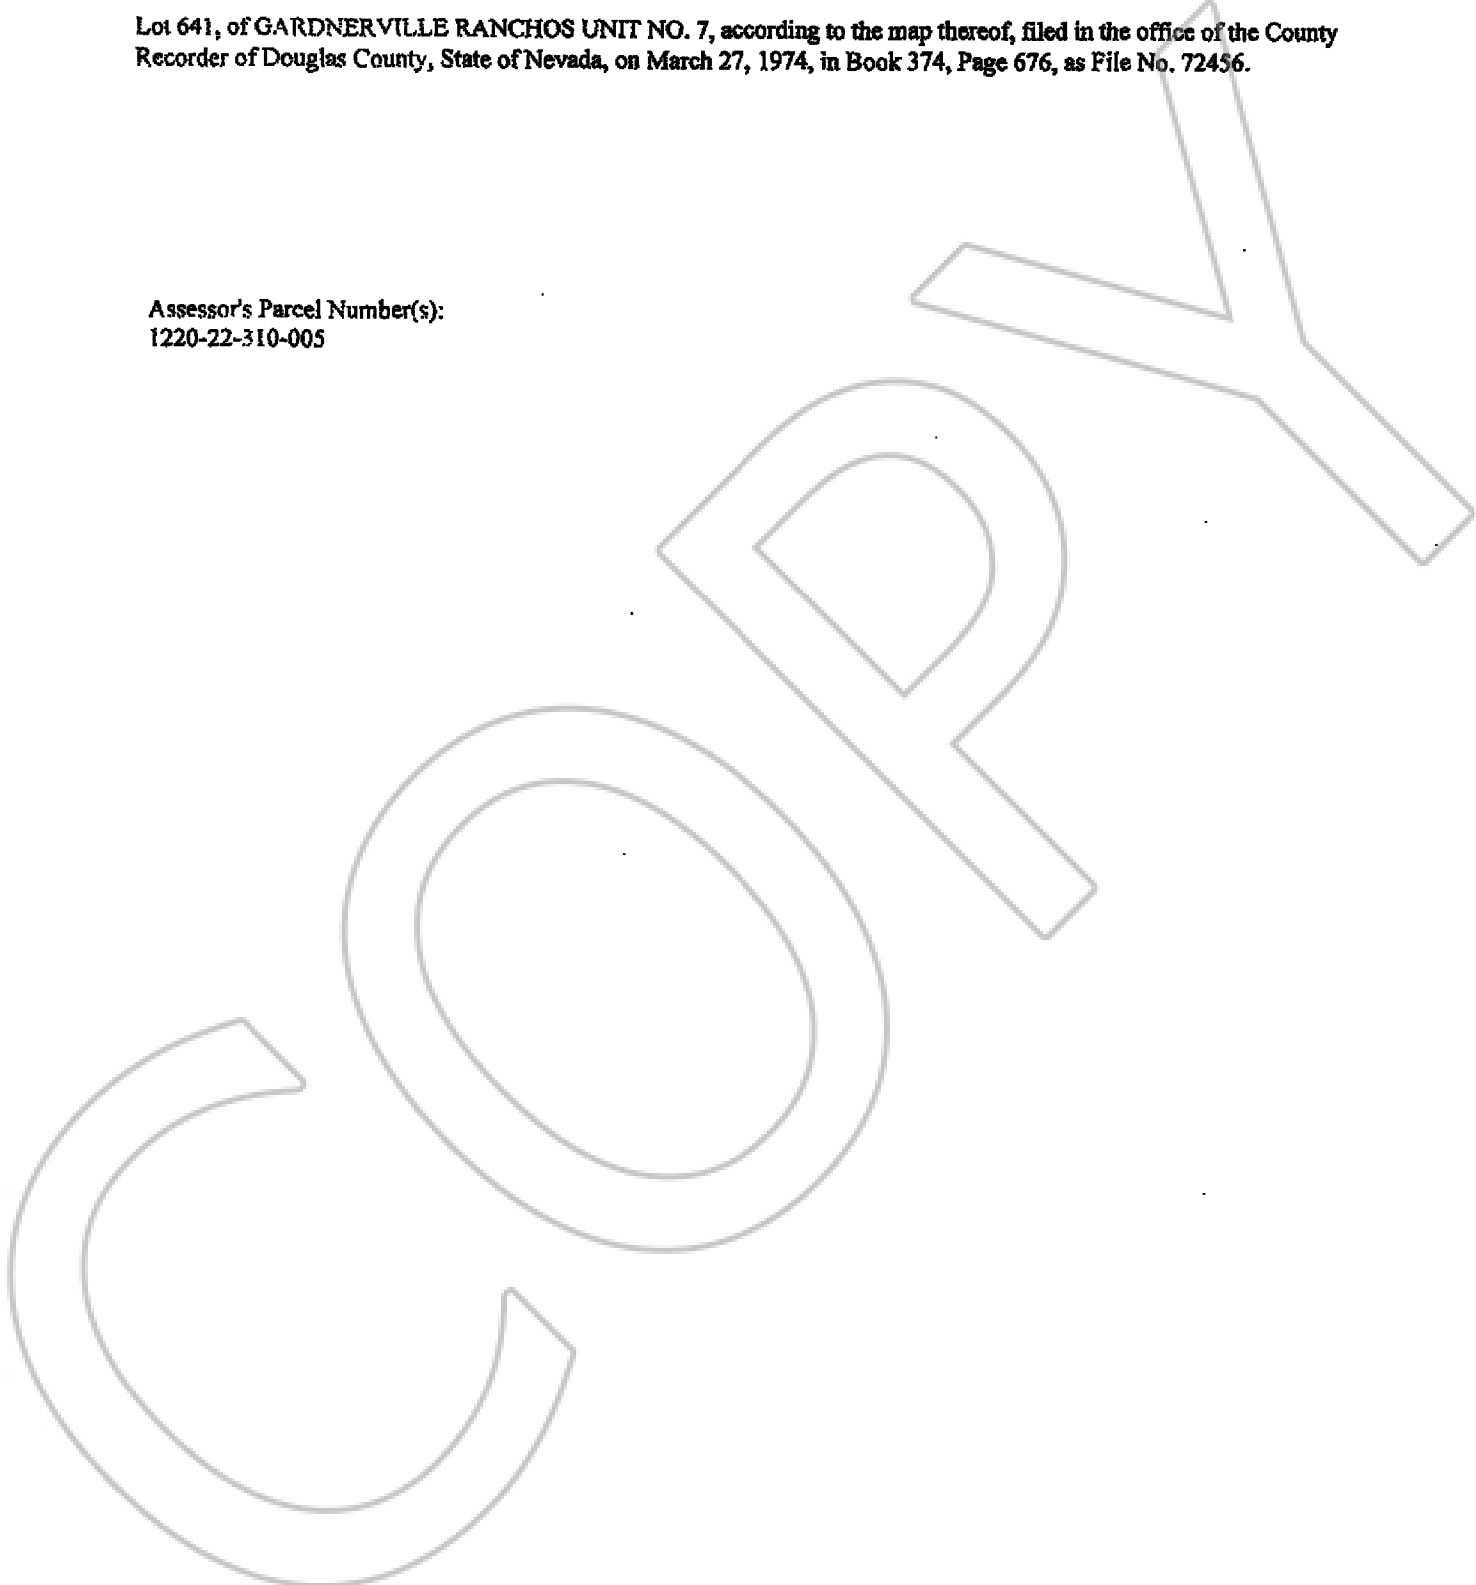 Lot 641, of GARDNERVILLE RANCHOS UNIT NO. 7, according to the map thereof, filed in the office of the County
Recorder of Douglas County, State of Nevada, on March 27, 1974, in Book 374, Page 676, as File No. 72456.
Assessor's Parcel Number(s):
1220-22-310-005
COPY